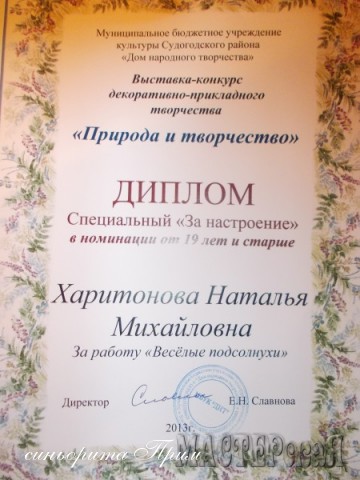 Муниципальное бюджетное учреждение
культуры Судогодского района
«Дом народного творчества»
Выставка-конкурс
декоративно-прикладного
творчества
«Природа и творчество»
ДИПЛОМ
Специальный «За настроение»
в номинации от 19 лет и старше
Харитонова Наталья
Михайловна
За работу «Весёлые подсолнухи»
Директор
Е.Н. Славнова
2013г.
синьорита Трям
МАСТЕРская